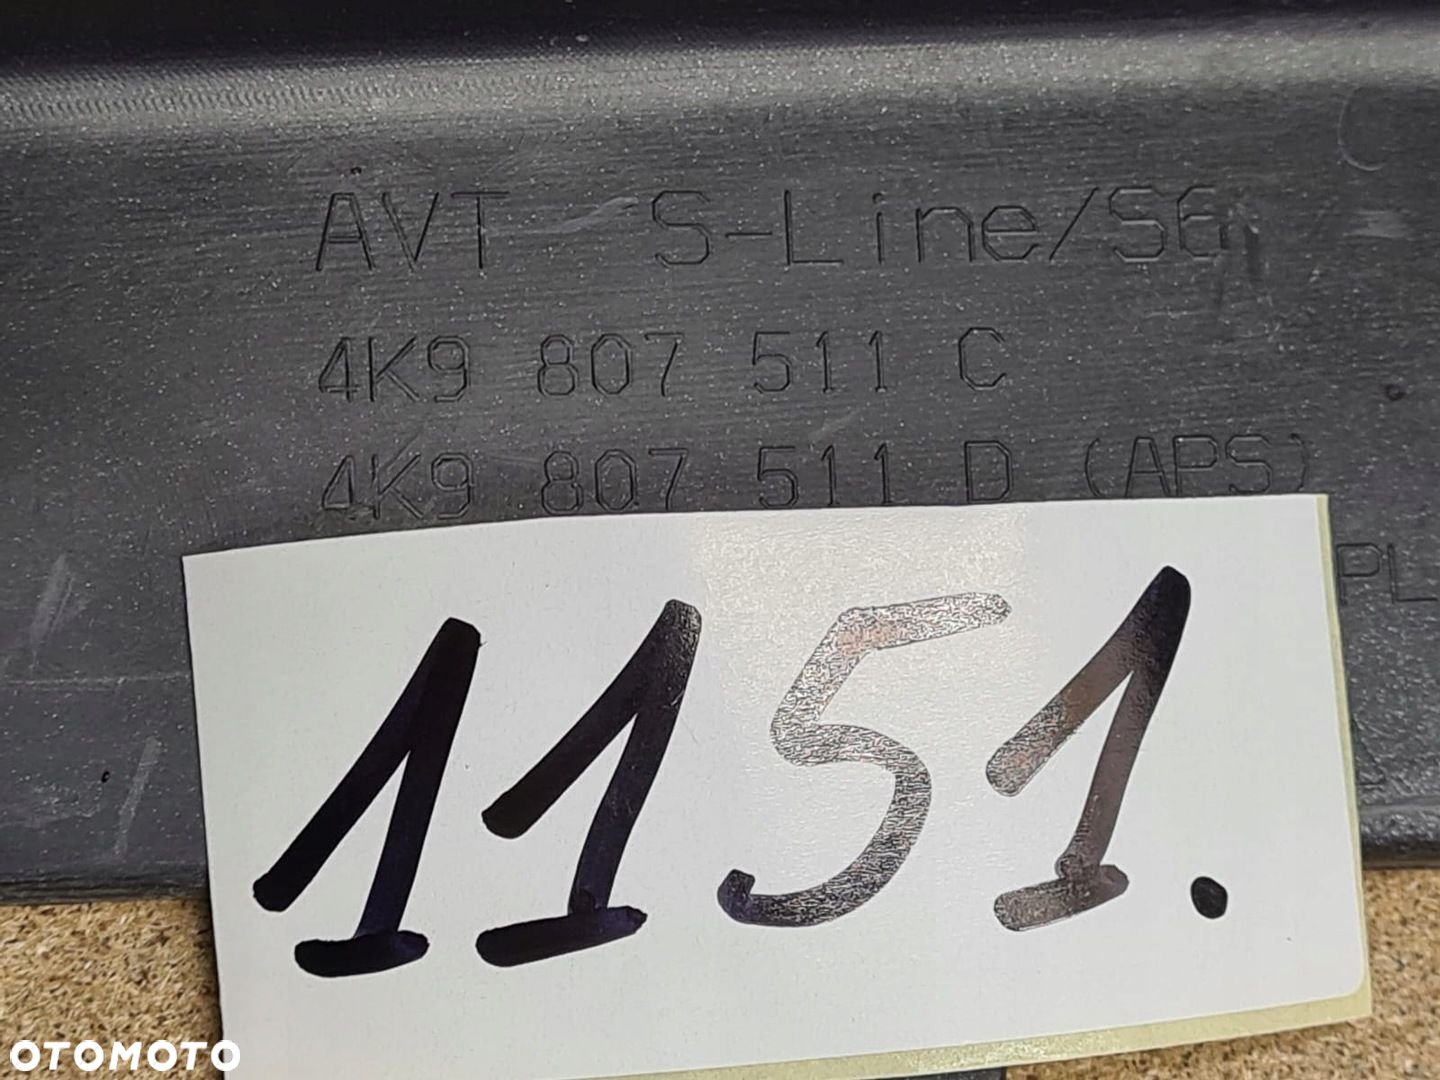 AVT S-Line/S6
4K9 807 511 C
4K9 807 511 D (APS)
PL
1151.
OTOMOTO